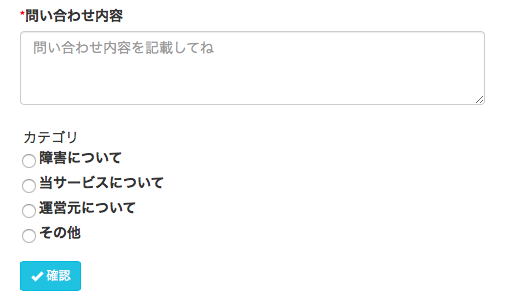 *問い合わせ内容
問い合わせ内容を記載してね
カテゴリ
障害について
当サービスについて
運営元について
その他
確認